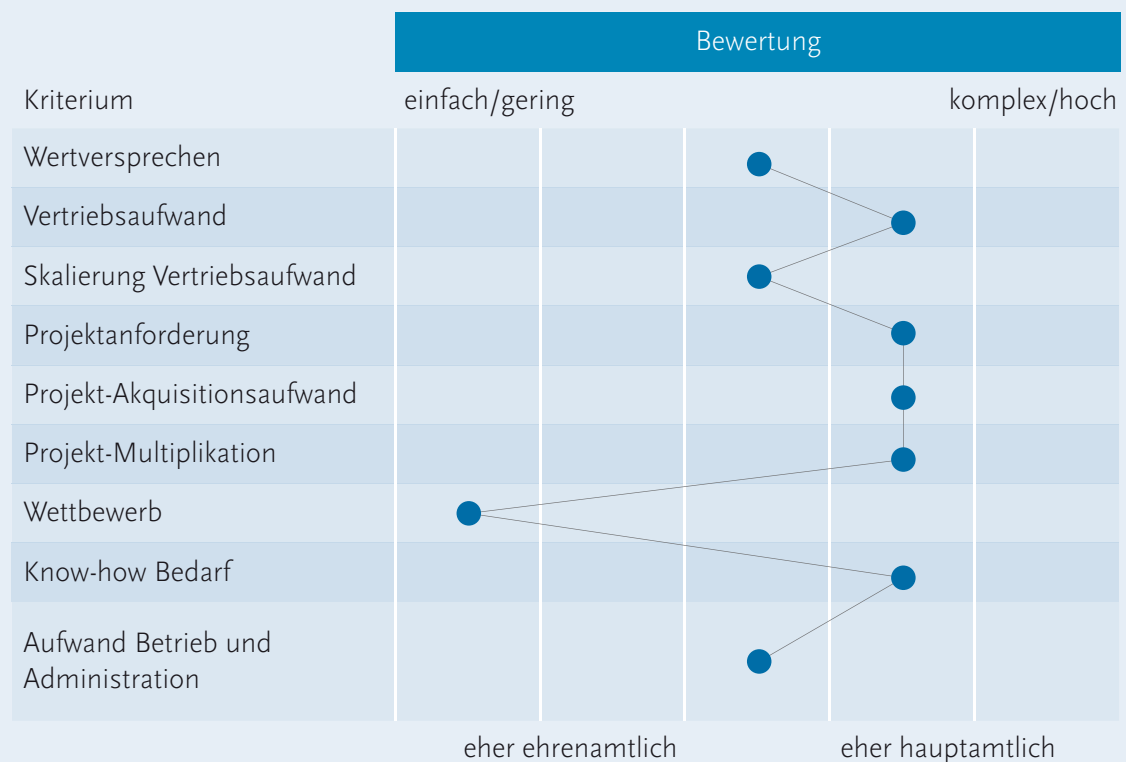 Bewertung
Kriterium einfach/gering komplex/hoch
Wertversprechen
Vertriebsaufwand
Skalierung Vertriebsaufwand
Projektanforderung
Projekt-Akquisitionsaufwand
Projekt-Multiplikation
Wettbewerb
Know-how Bedarf
Aufwand Betrieb und
Administration
eher ehrenamtlich eher hauptamtlich